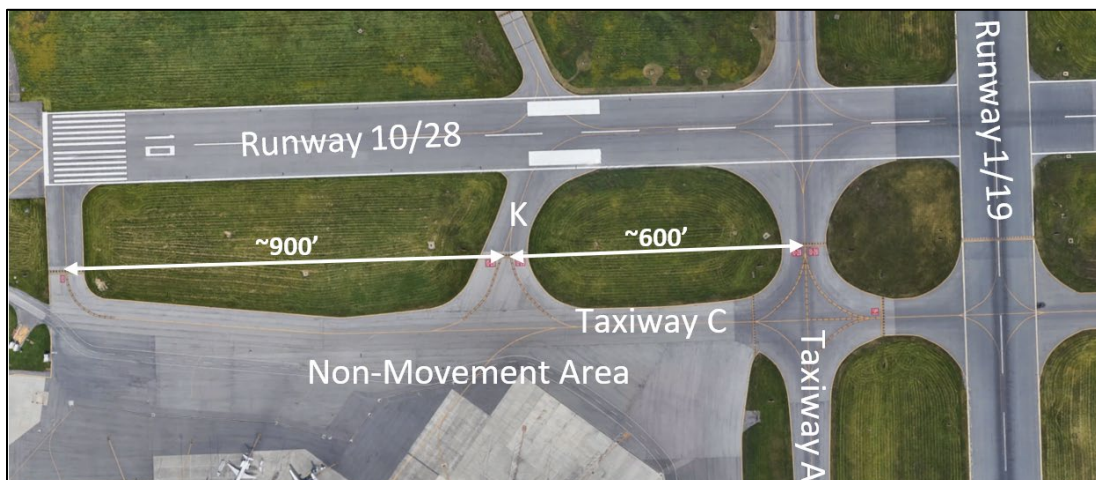 Runway 10/28
Runway 1/19
K
~900’
~600’
Taxiway C
Non-Movement Area
Taxiway A